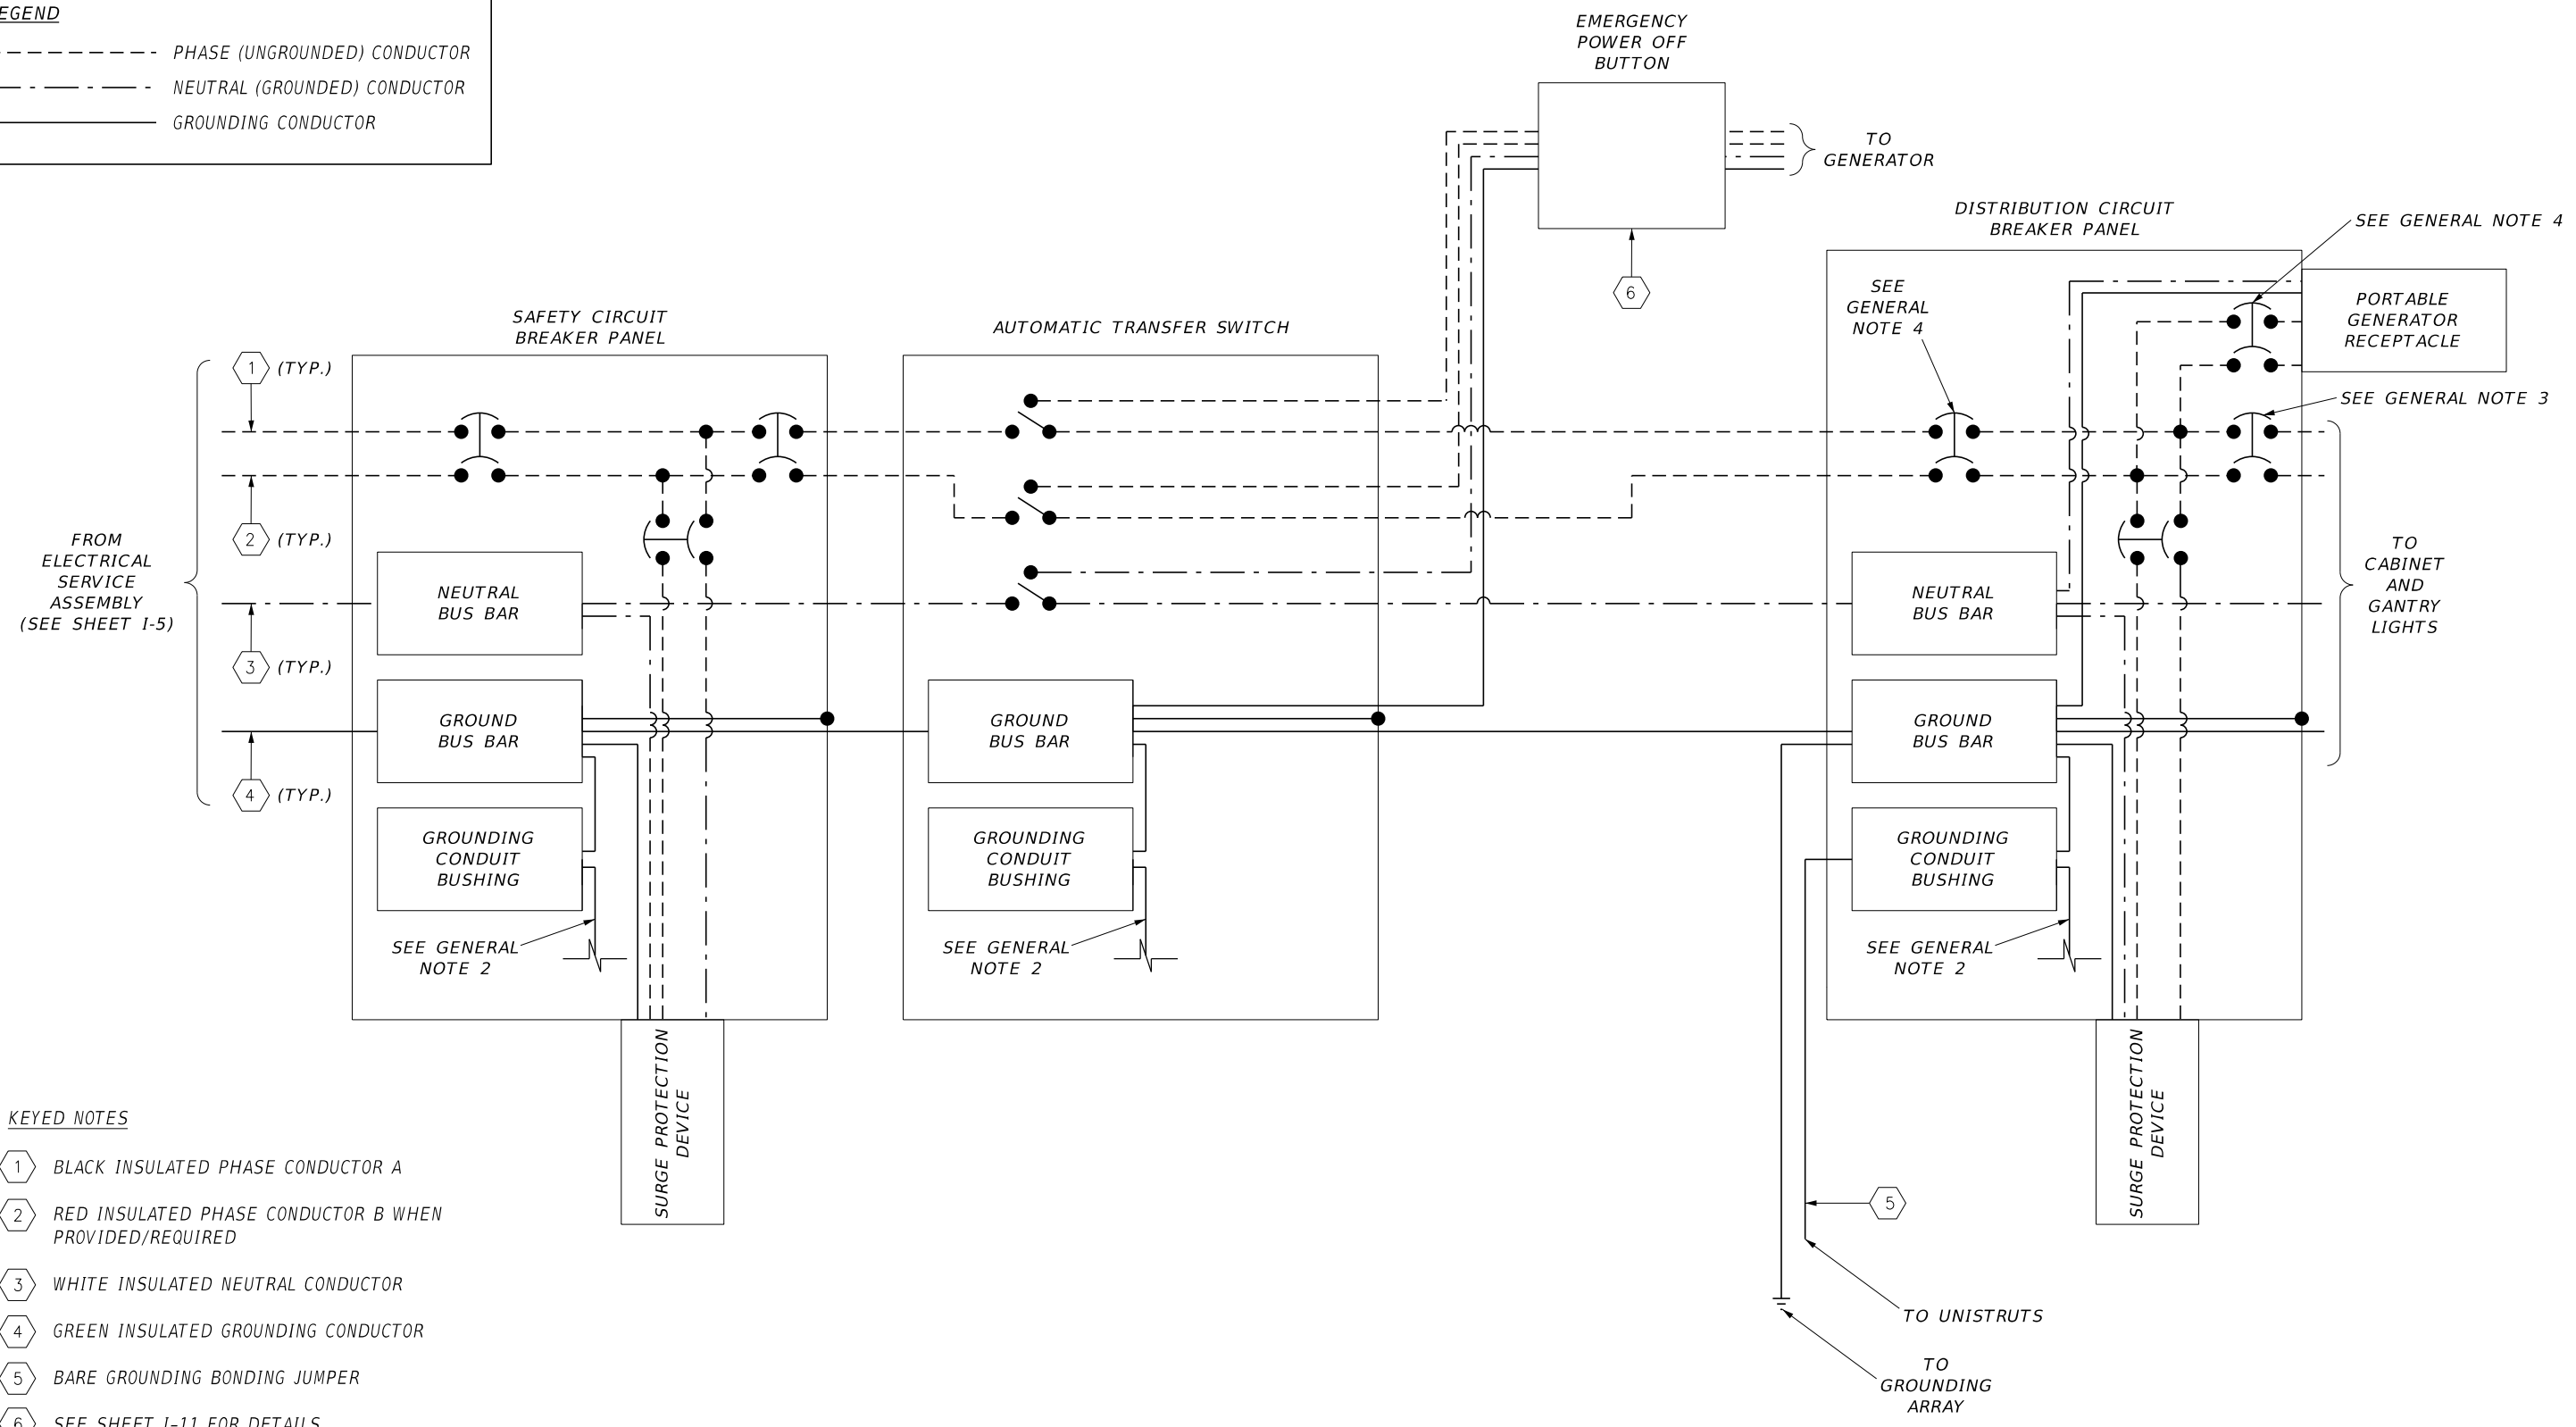 EGEND
PHASE (UNGROUNDED) CONDUCTOR
NEUTRAL (GROUNDED) CONDUCTOR
GROUNDING CONDUCTOR
EMERGENCY
POWER OFF
BUTTON
TO
GENERATOR
6
DISTRIBUTION CIRCUIT
BREAKER PANEL
SEE GENERAL NOTE 4
SEE
GENERAL
NOTE 4
PORTABLE
GENERATOR
RECEPTACLE
SEE GENERAL NOTE 3
SAFETY CIRCUIT
BREAKER PANEL
AUTOMATIC TRANSFER SWITCH
1 (TYP.)
2 (TYP.)
3 (TYP.)
4 (TYP.)
FROM
ELECTRICAL
SERVICE
ASSEMBLY
(SEE SHEET I-5)
NEUTRAL
BUS BAR
GROUND
BUS BAR
GROUNDING
CONDUIT
BUSHING
SEE GENERAL
NOTE 2
SURGE PROTECTION
DEVICE
GROUND
BUS BAR
GROUNDING
CONDUIT
BUSHING
SEE GENERAL
NOTE 2
NEUTRAL
BUS BAR
GROUND
BUS BAR
GROUNDING
CONDUIT
BUSHING
SEE GENERAL
NOTE 2
SURGE PROTECTION
DEVICE
TO
CABINET
AND
GANTRY
LIGHTS
5
TO UNISTRUTS
TO
GROUNDING
ARRAY
KEYED NOTES
1 BLACK INSULATED PHASE CONDUCTOR A
2 RED INSULATED PHASE CONDUCTOR B WHEN
PROVIDED/REQUIRED
3 WHITE INSULATED NEUTRAL CONDUCTOR
4 GREEN INSULATED GROUNDING CONDUCTOR
5 BARE GROUNDING BONDING JUMPER
6 SEE SHEET I-11 FOR DETAILS